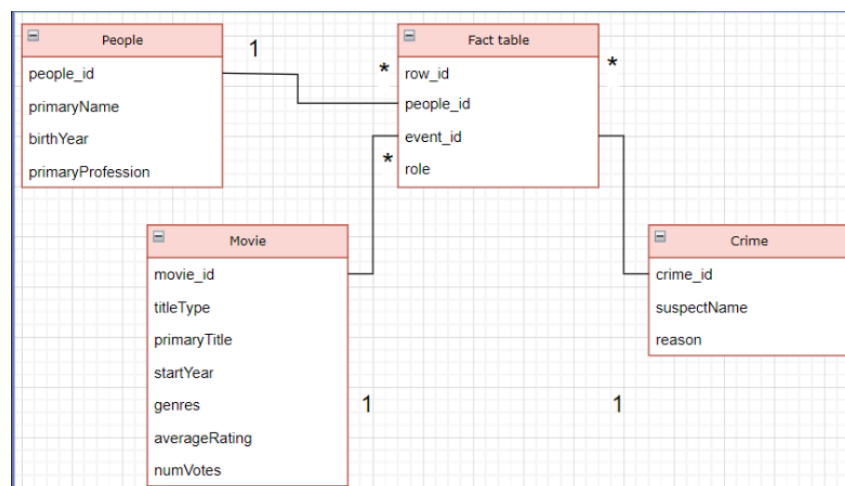 People
people_id
primaryName
birthYear
primaryProfession
1
*
Fact table
row_id
people_id
event_id
role
*
*
Movie
movie_id
titleType
primaryTitle
startYear
genres
averageRating
numVotes
1
Crime
crime_id
suspectName
reason
1